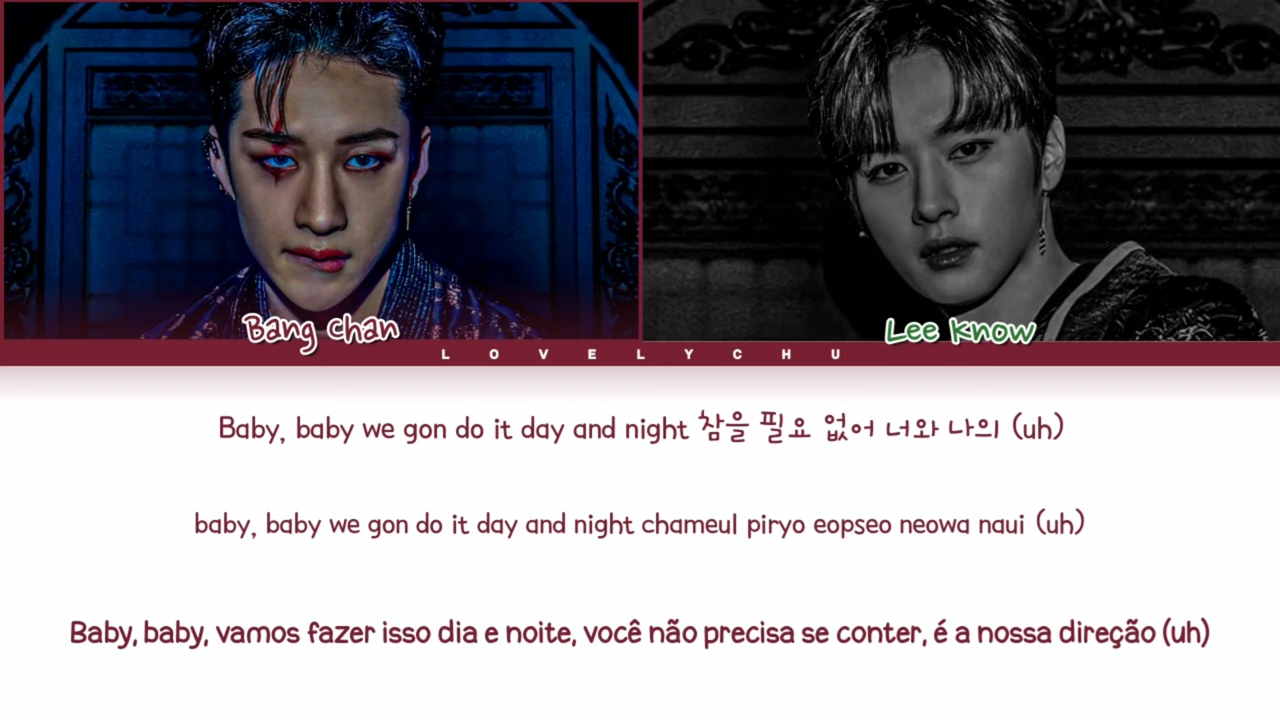 Bang Chan
Lee Know
LOVELYCHU
Baby, baby we gon do it day and night 참을 필요 없어 너와 나의 (uh)
baby, baby we gon do it day and night chameul piryo eopseo neowa naui (uh)
Baby, baby, vamos fazer isso dia e noite, você não precisa se conter, é a nossa direção (uh)